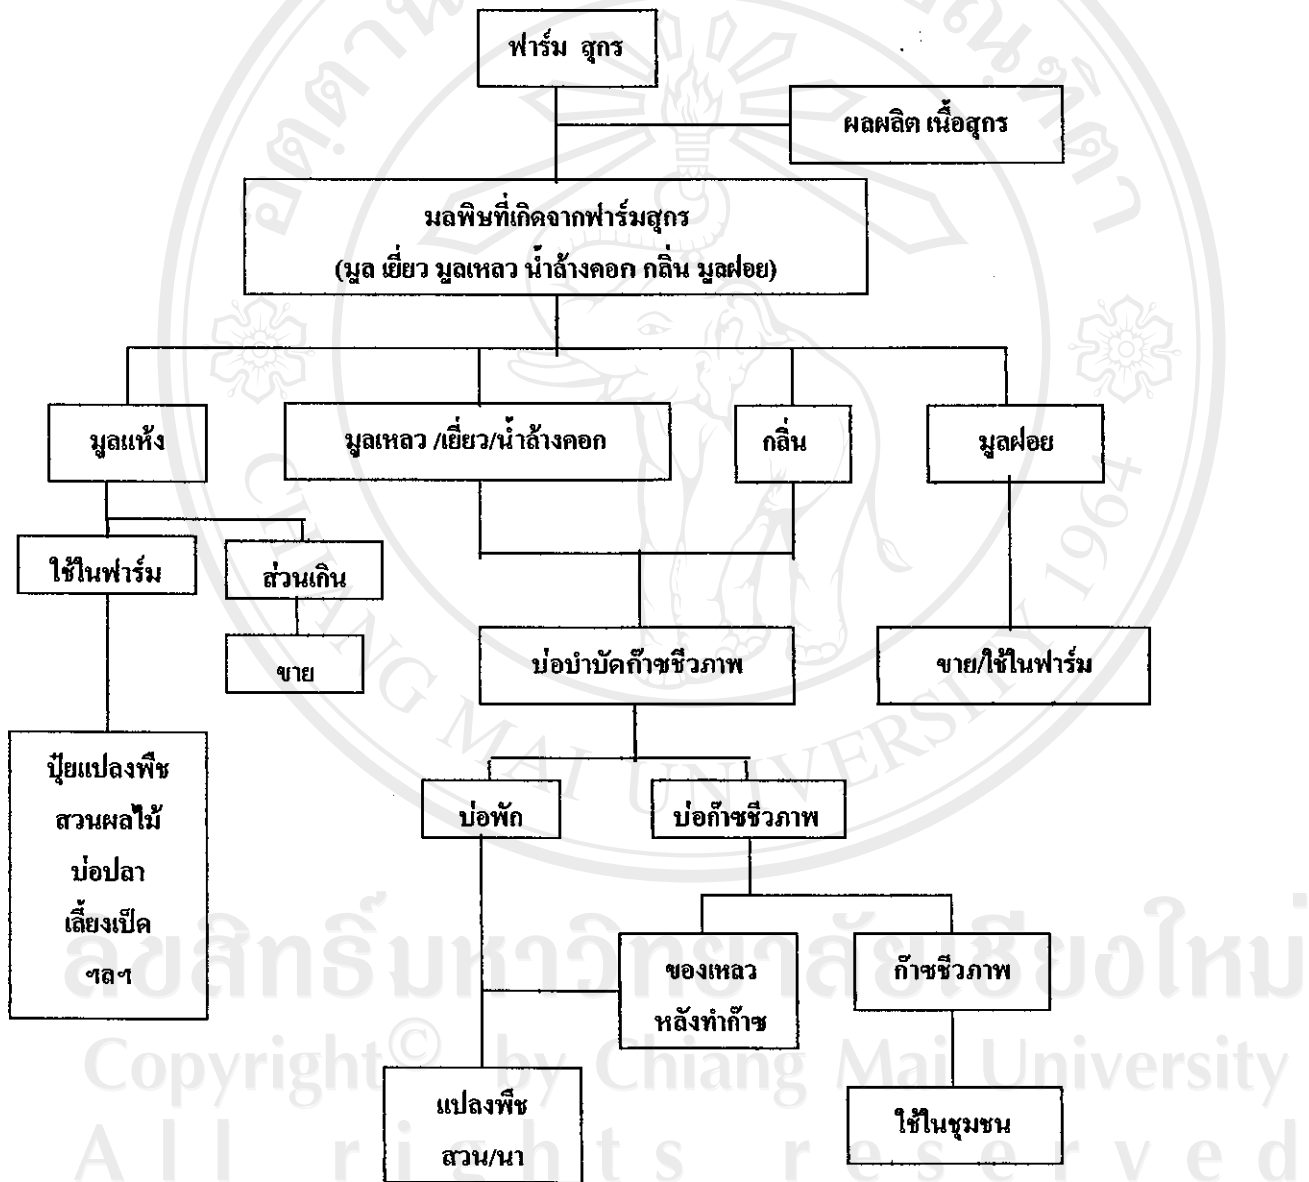 ฟาร์ม สุกร
ผลผลิต เนื้อสุกร
มลพิษที่เกิดจากฟาร์มสุกร
(มูล เยี่ยว มูลเหลว น้ำล้างคอก กลิ่น มูลฝอย)
มูลแห้ง
มูลเหลว /เยี่ยว/น้ำล้างคอก
กลิ่น
มูลฝอย
ใช้ในฟาร์ม
ส่วนเกิน
ขาย
บ่อบำบัดก๊าซชีวภาพ
ขาย/ใช้ในฟาร์ม
ปุ๋ยแปลงพืช
สวนผลไม้
บ่อปลา
เลี้ยงเป็ด
ฯลฯ
บ่อพัก
บ่อก๊าซชีวภาพ
ของเหลว
หลังทำก๊าซ
ก๊าซชีวภาพ
แปลงพืช
สวน/นา
ใช้ในชุมชน
CHIANG MAI UNIVERSITY 1964
ลิขสิทธิ์มหาวิทยาลัยเชียงใหม่
Copyright© by Chiang Mai University
All rights reserved